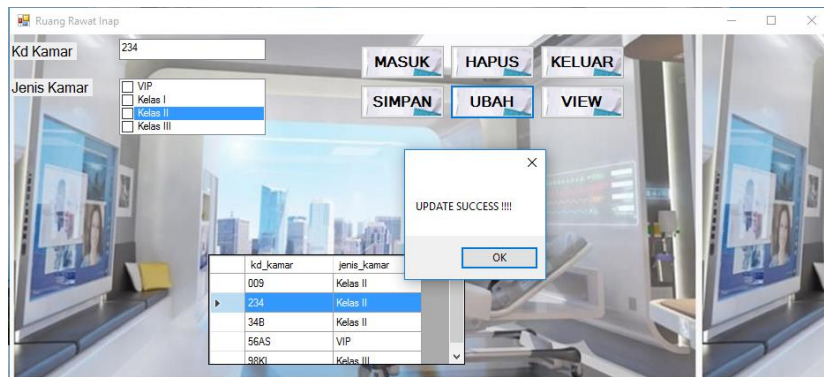 Ruang Rawat Inap
Kd Kamar
234
MASUK HAPUS KELUAR
Jenis Kamar
VIP
Kelas I
Kelas II
Kelas III
SIMPAN UBAH VIEW
UPDATE SUCCESS !!!!
OK
kd_kamar jenis_kamar
009 Kelas II
234 Kelas II
34B Kelas II
56AS VIP
98KL Kelas III